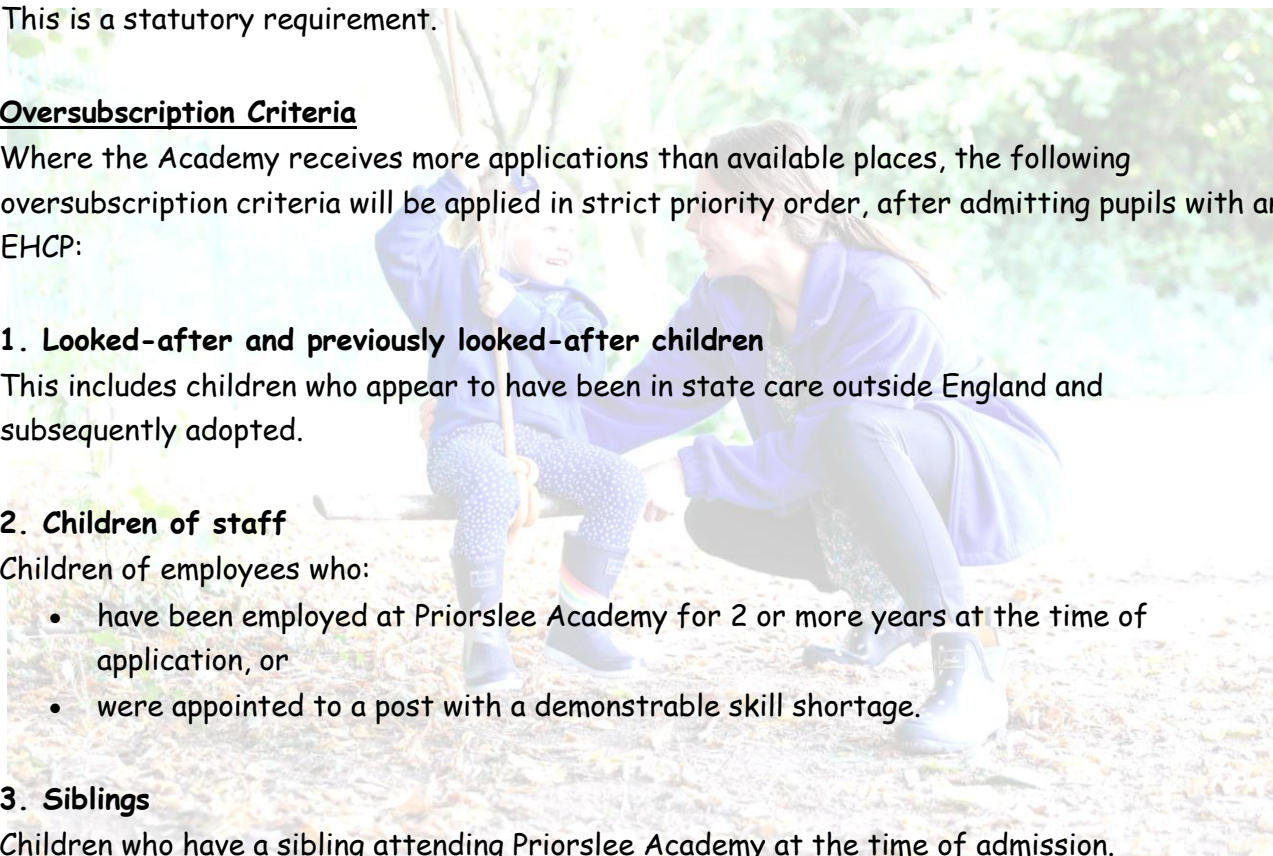 This is a statutory requirement.
Oversubscription Criteria
Where the Academy receives more applications than available places, the following
oversubscription criteria will be applied in strict priority order, after admitting pupils with an
EHCP:
1. Looked-after and previously looked-after children
This includes children who appear to have been in state care outside England and
subsequently adopted.
2. Children of staff
Children of employees who:
• have been employed at Priorslee Academy for 2 or more years at the time of
application, or
• were appointed to a post with a demonstrable skill shortage.
3. Siblings
Children who have a sibling attending Priorslee Academy at the time of admission.